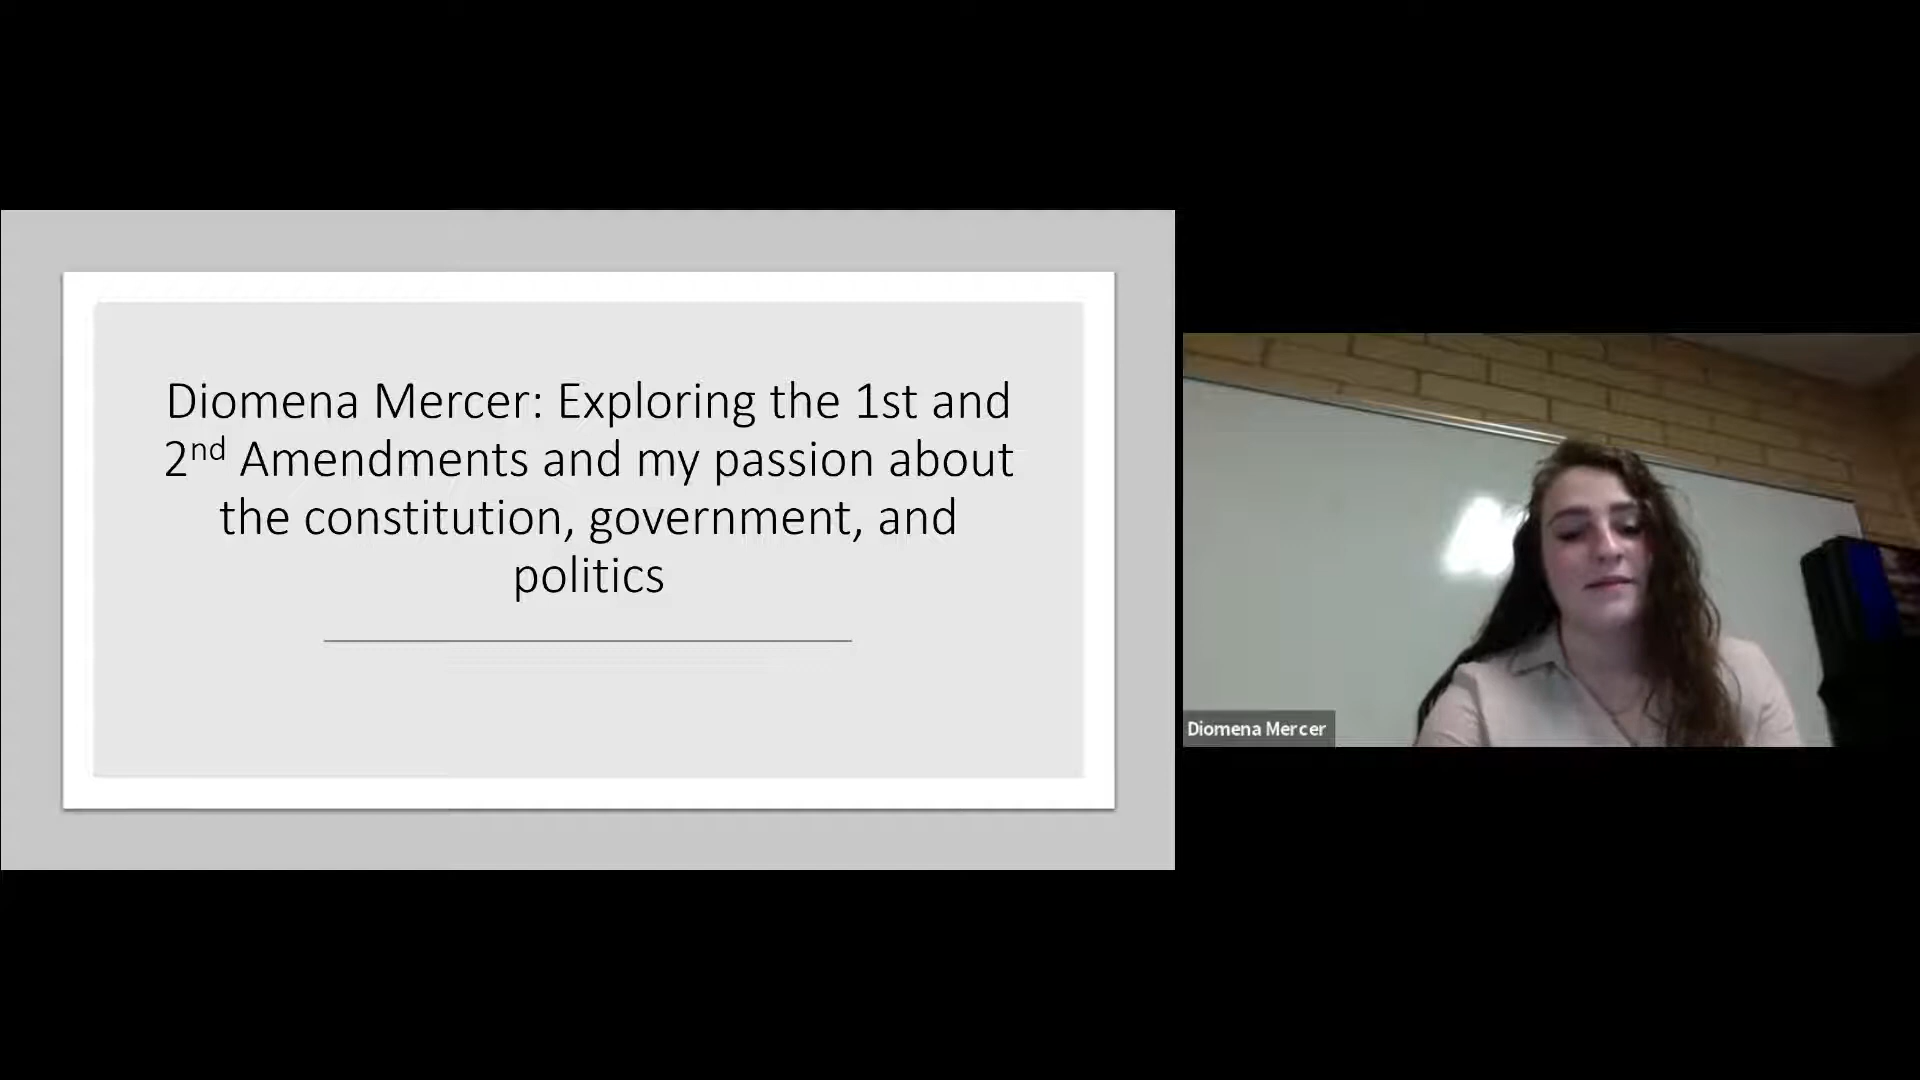 Diomena Mercer: Exploring the 1st and
2nd Amendments and my passion about
the constitution, government, and
politics
Diomena Mercer